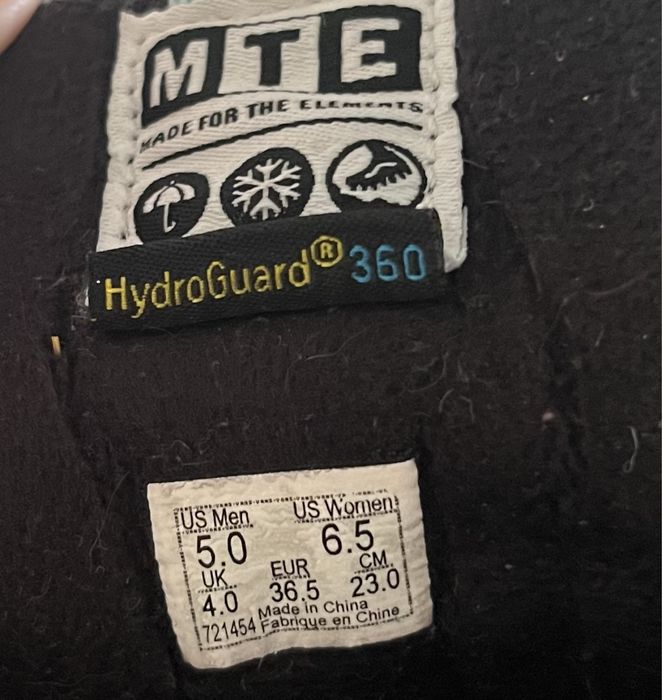 MTE
MADE FOR THE ELEMENTS
HydroGuard® 360
US Men US Women
5.0 6.5
UK EUR CM
4.0 36.5 23.0
Made in China
721454 Fabrique en Chine